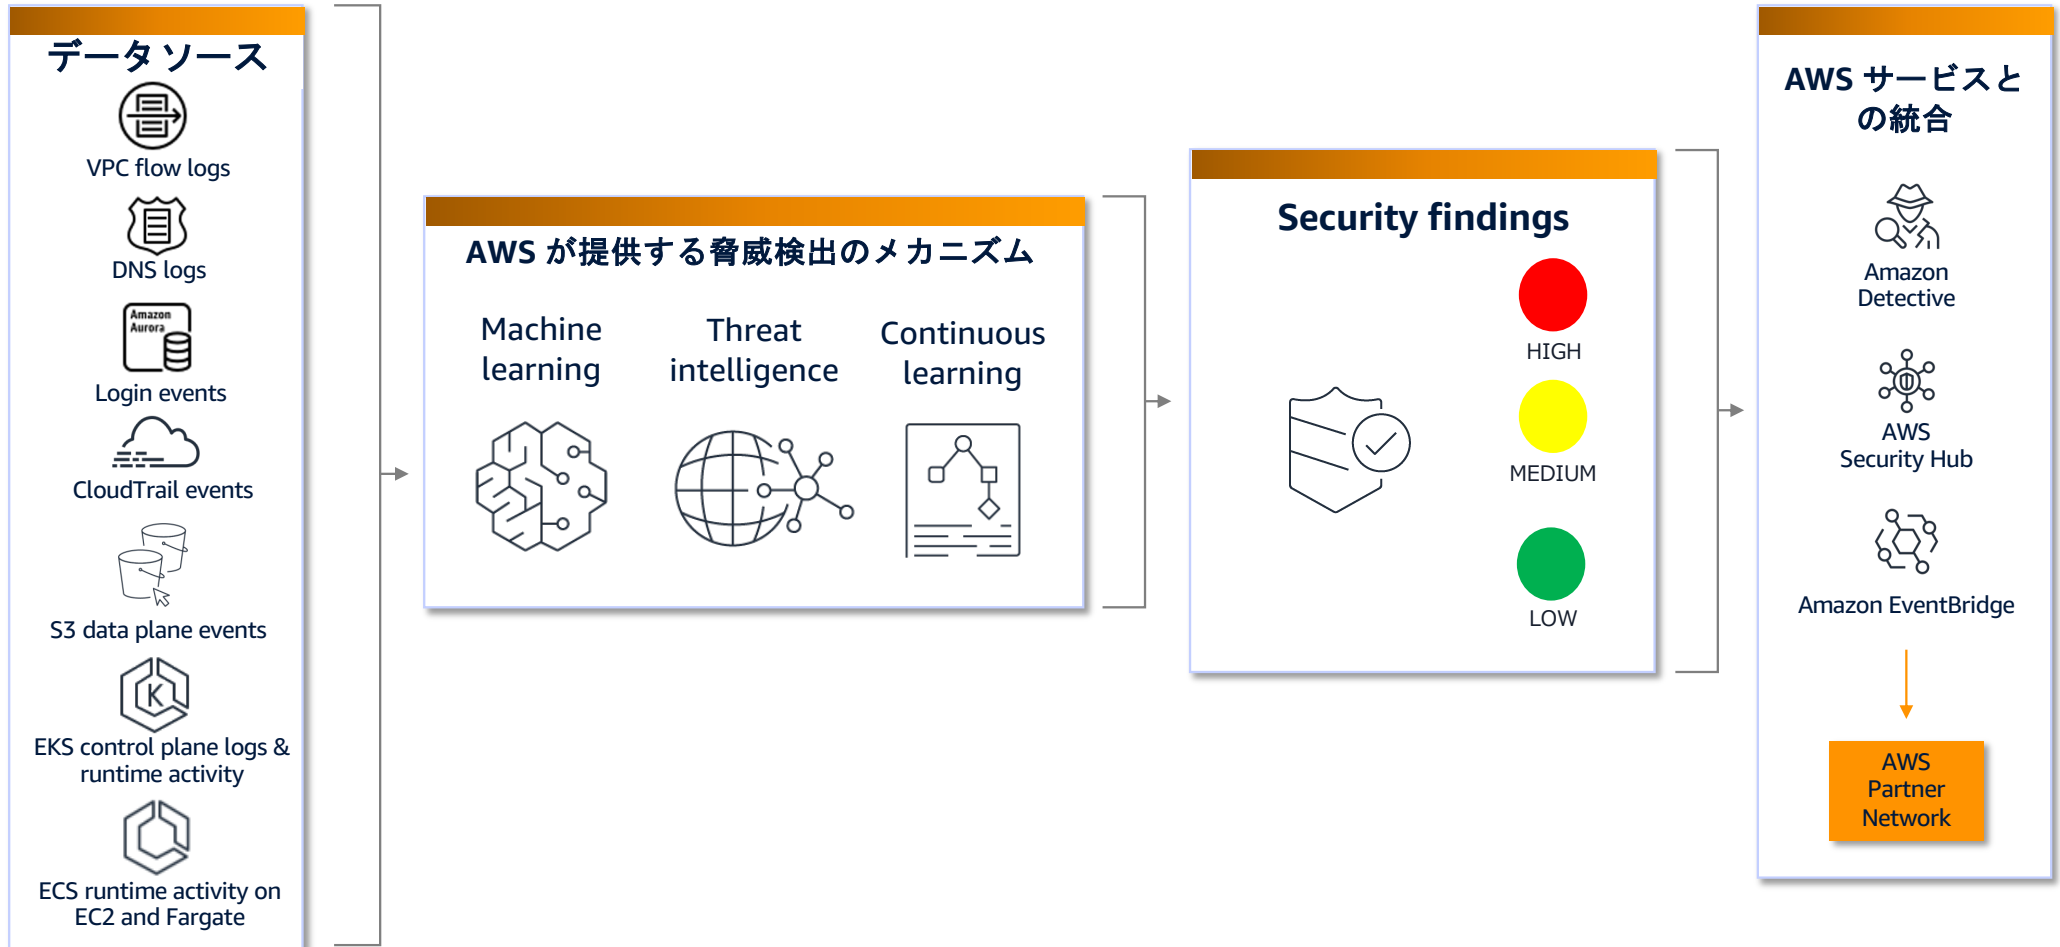 データソース
VPC flow logs
DNS logs
Amazon
Aurora
Login events
CloudTrail events
S3 data plane events
K
EKS control plane logs &
runtime activity
ECS runtime activity on
EC2 and Fargate
AWS が提供する脅威検出のメカニズム
Machine
learning
Threat
intelligence
Continuous
learning
Security findings
HIGH
MEDIUM
LOW
AWS サービスと
の統合
Amazon
Detective
AWS
Security Hub
Amazon EventBridge
AWS
Partner
Network